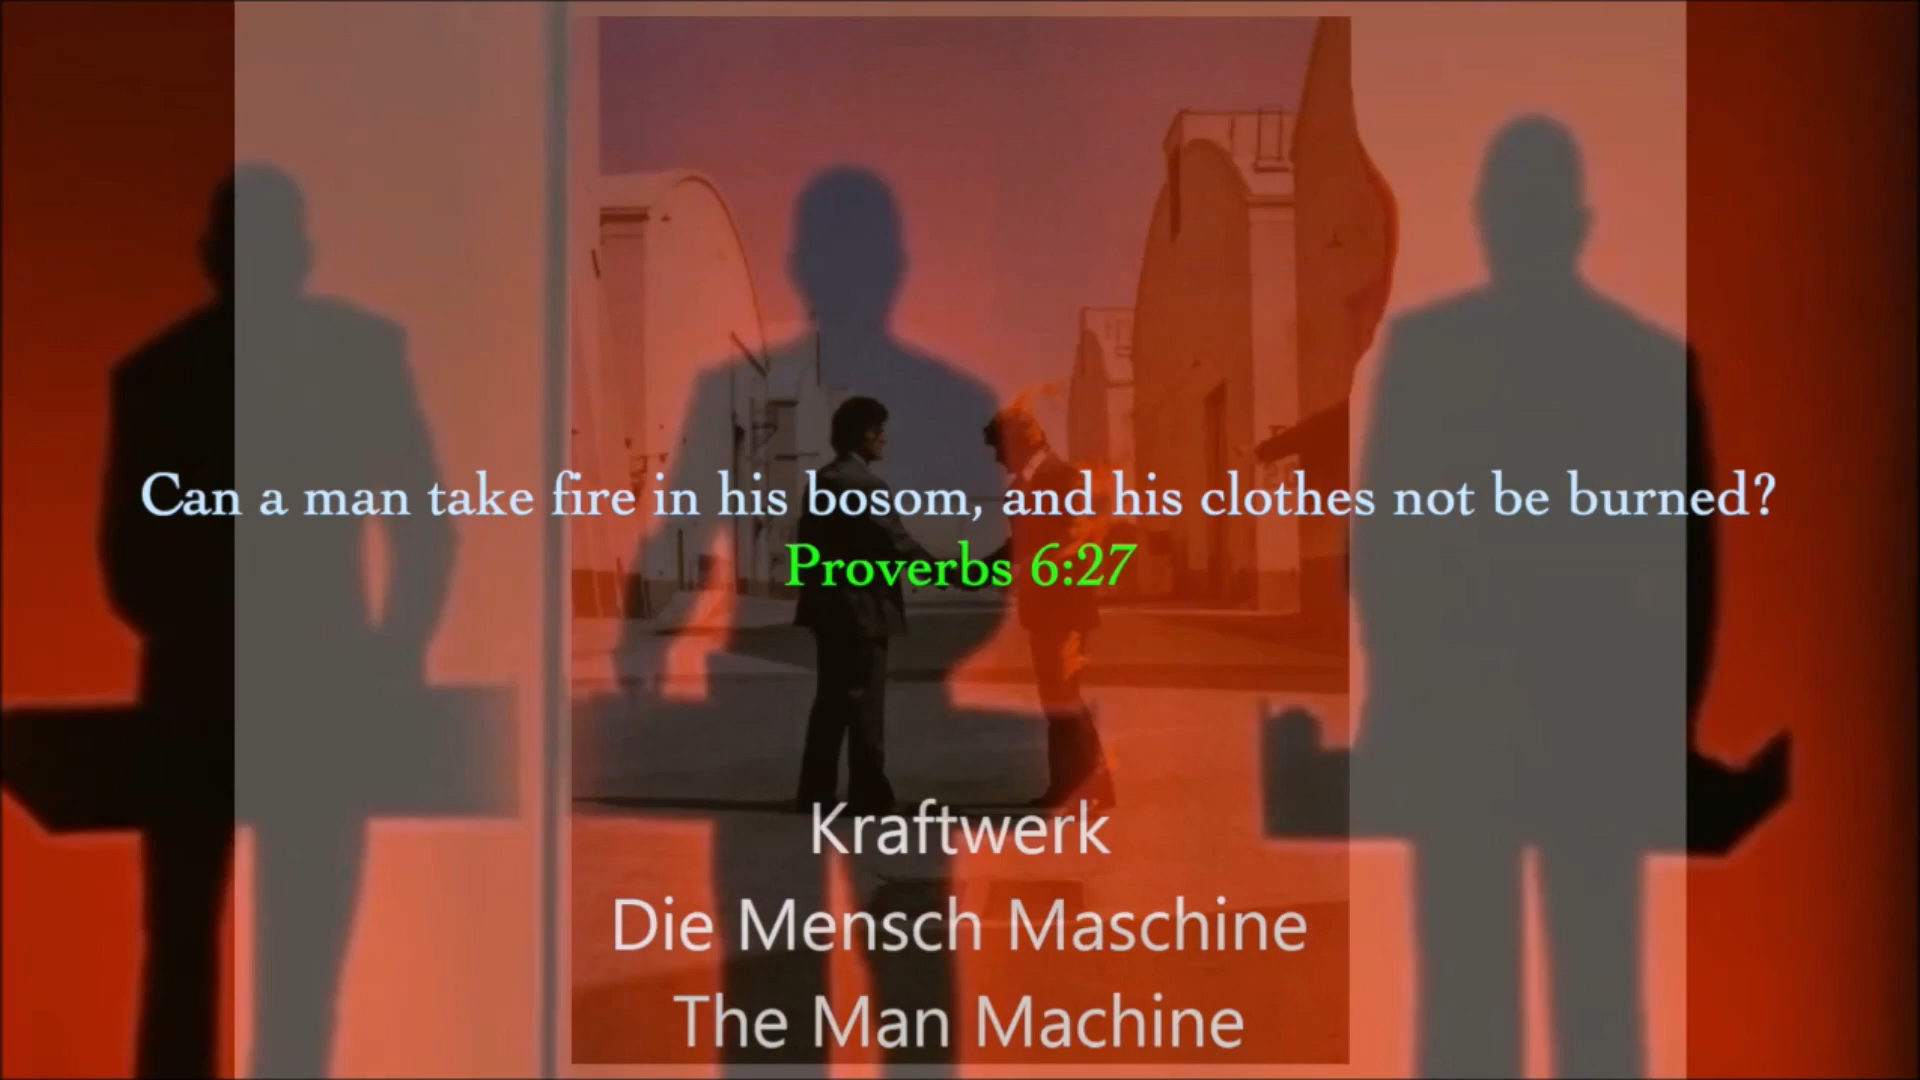 Can a man take fire in his bosom, and his clothes not be burned?
Proverbs 6:27
Kraftwerk
Die Mensch Maschine
The Man Machine